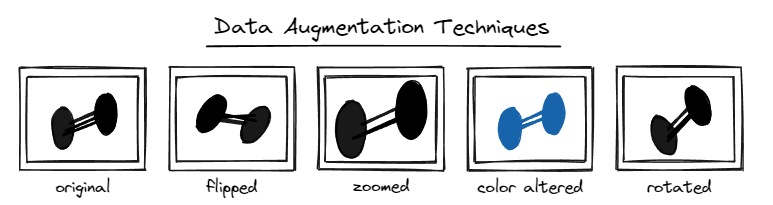 Data Augmentation Techniques
original
flipped
zoomed
color altered
rotated